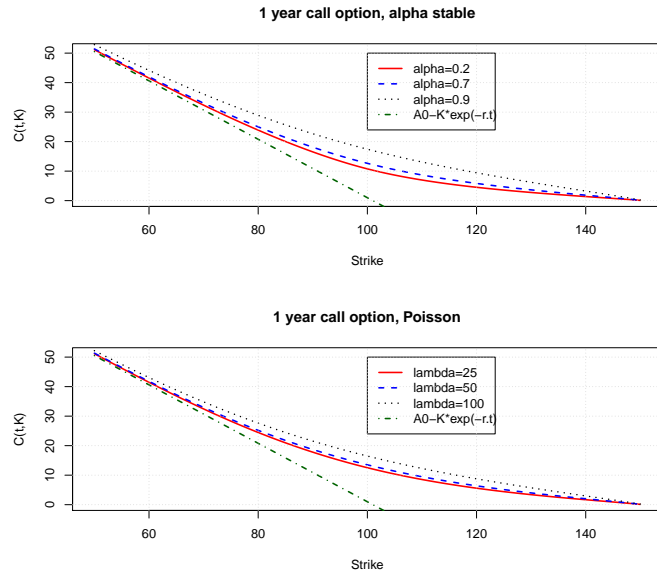 1 year call option, alpha stable
C(t,K)
50
40
30
20
10
0
alpha=0.2
alpha=0.7
alpha=0.9
A0−K*exp(−r.t)
60 80 100 120 140
Strike
1 year call option, Poisson
C(t,K)
50
40
30
20
10
0
lambda=25
lambda=50
lambda=100
A0−K*exp(−r.t)
60 80 100 120 140
Strike